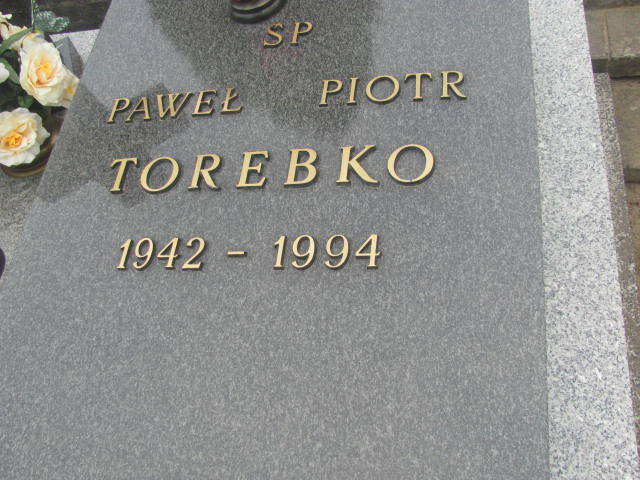 SP
PAWEŁ PIOTR
TOREBKO
1942 - 1994